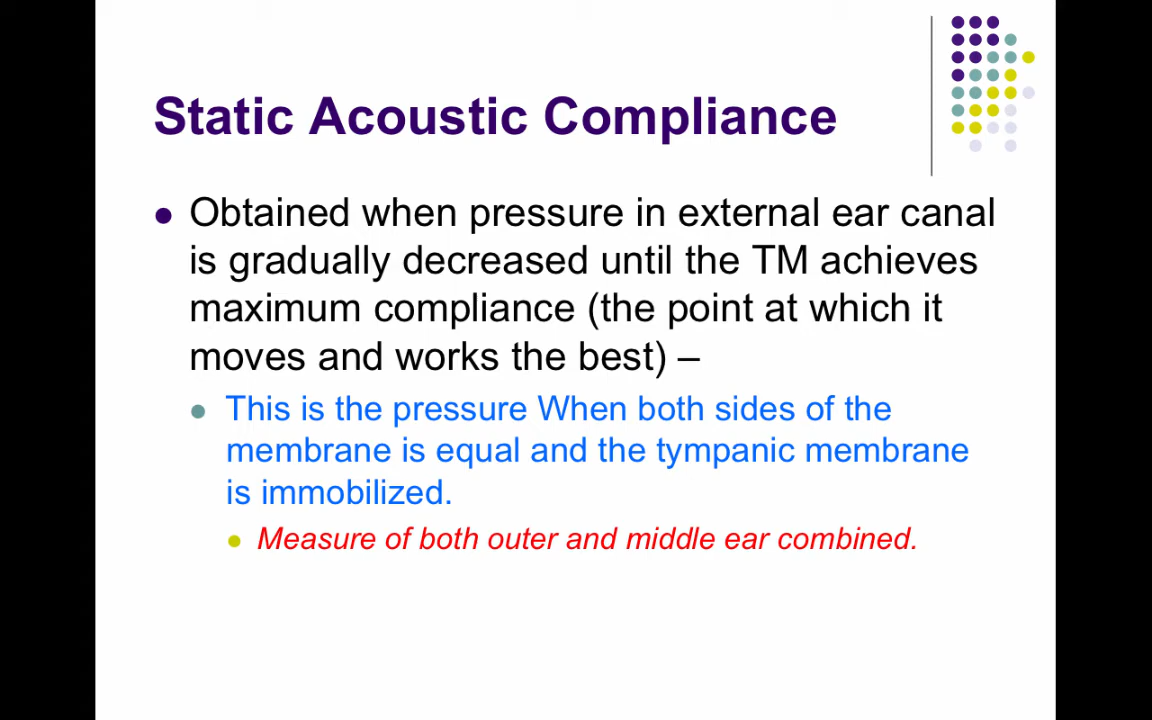 Static Acoustic Compliance
Obtained when pressure in external ear canal
is gradually decreased until the TM achieves
maximum compliance (the point at which it
moves and works the best) –
This is the pressure When both sides of the
membrane is equal and the tympanic membrane
is immobilized.
Measure of both outer and middle ear combined.